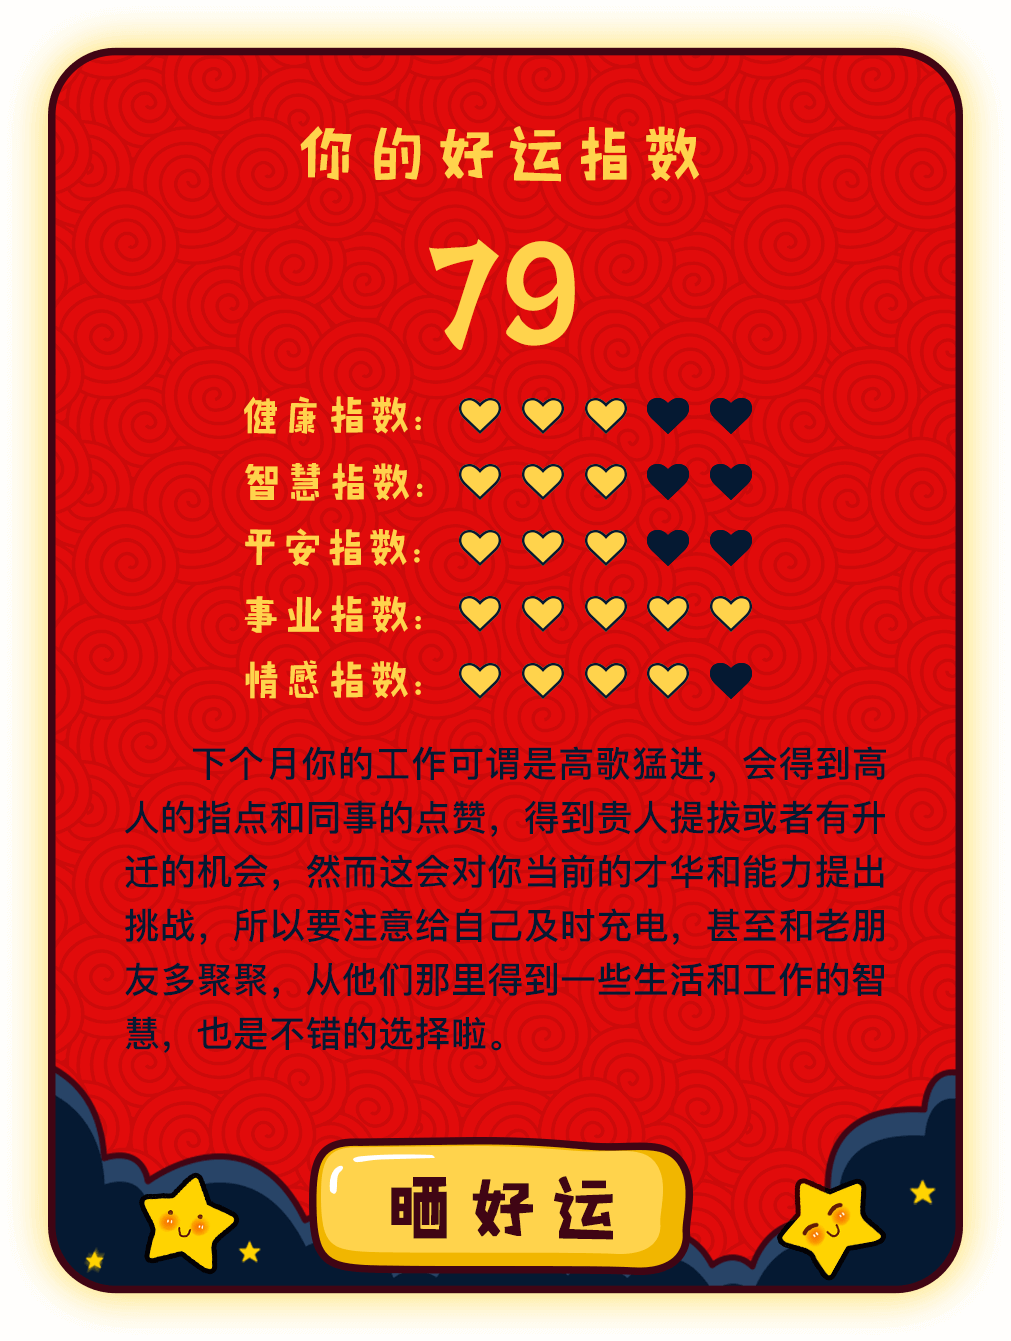 你的好运指数
79
健康指数：
智慧指数：
平安指数：
事业指数：
情感指数：
下个月你的工作可谓是高歌猛进，会得到高
人的指点和同事的点赞，得到贵人提拔或者有升
迁的机会，然而这会对你当前的才华和能力提出
挑战，所以要注意给自己及时充电，甚至和老朋
友多聚聚，从他们那里得到一些生活和工作的智
慧，也是不错的选择啦。
晒好运